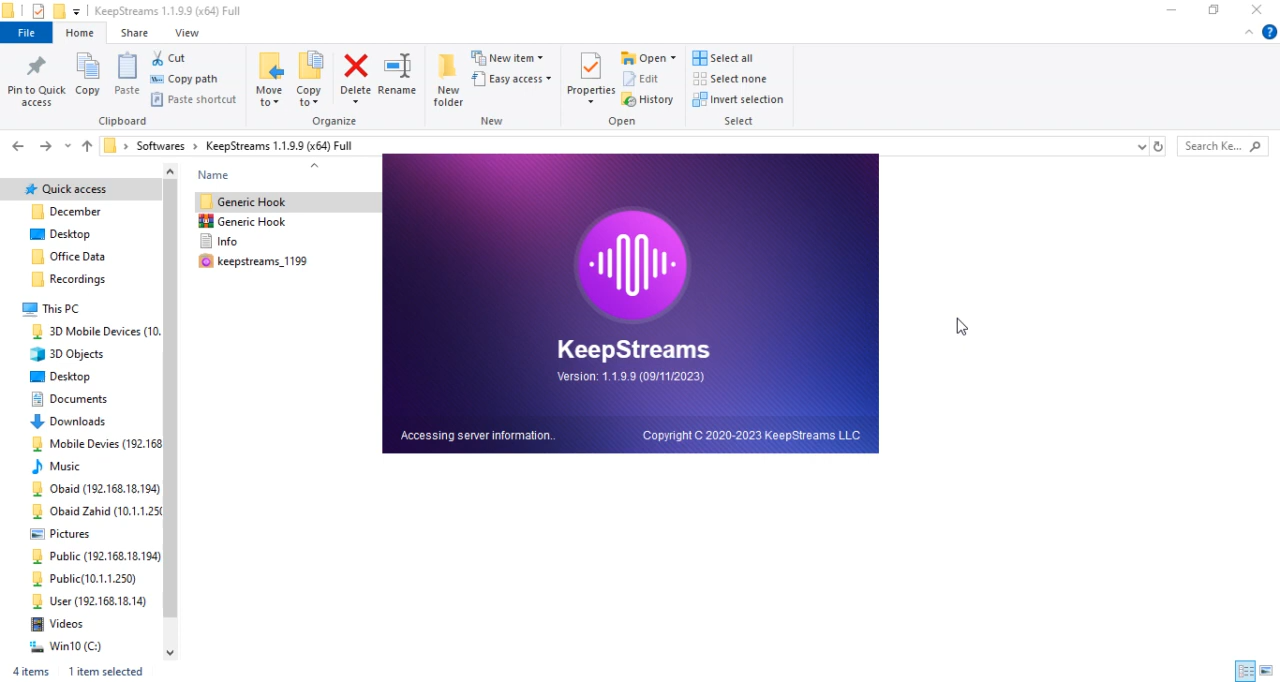 KeepStreams 1.1.9.9 (x64) Full
File Home Share View
Pin to Quick access
Copy
Paste
Cut
Copy path
Paste shortcut
Clipboard
Move to
Copy to
Delete
Rename
Organize
New folder
New item
Easy access
New
Properties
Open
Edit
History
Open
Select all
Select none
Invert selection
Select
Softwares › KeepStreams 1.1.9.9 (x64) Full
Search Ke...
Quick access
December
Desktop
Office Data
Recordings
This PC
3D Mobile Devices (10.
3D Objects
Desktop
Documents
Downloads
Mobile Devies (192.168
Music
Obaid (192.168.18.194)
Obaid Zahid (10.1.1.250
Pictures
Public (192.168.18.194)
Public(10.1.1.250)
User (192.168.18.14)
Videos
Win10 (C:)
Name
Generic Hook
Generic Hook
Info
keepstreams_1199
KeepStreams
Version: 1.1.9.9 (09/11/2023)
Accessing server information..
Copyright C 2020-2023 KeepStreams LLC
4 items 1 item selected